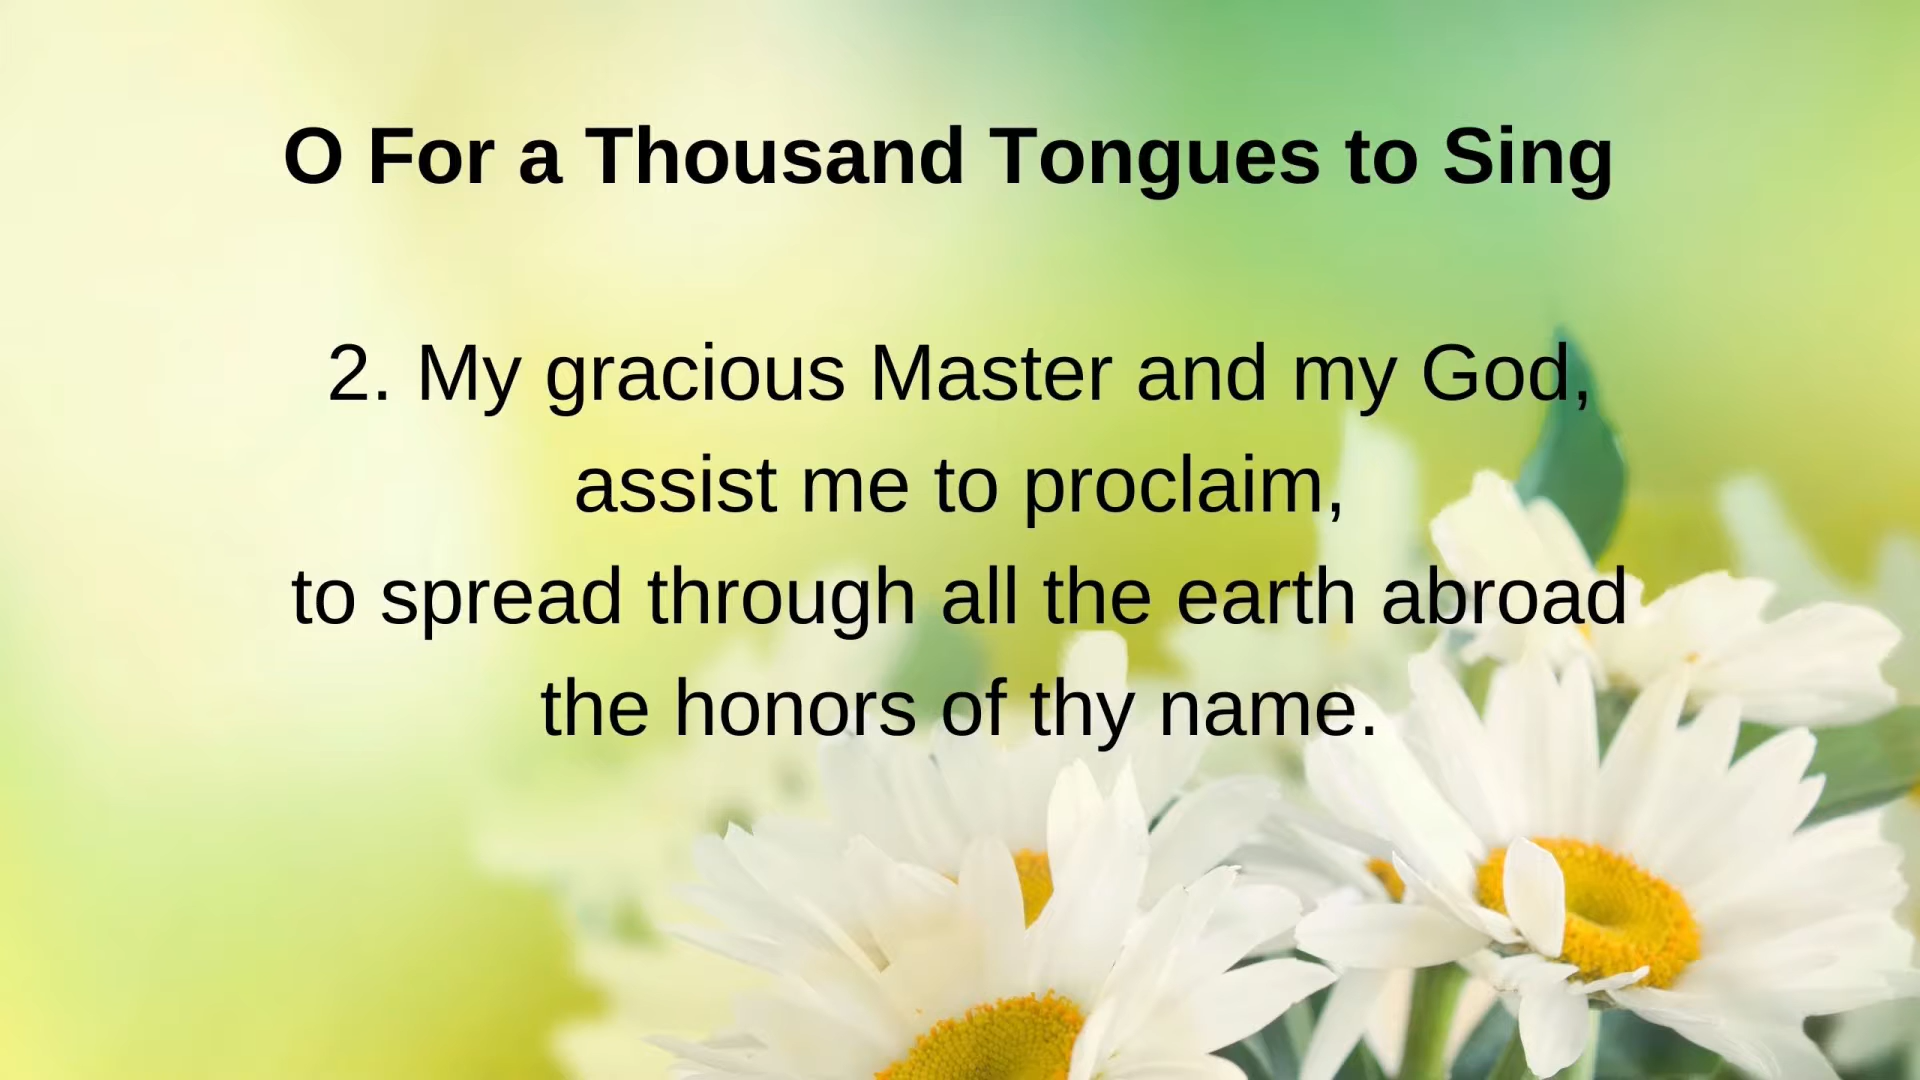 O For a Thousand Tongues to Sing
2. My gracious Master and my God,
assist me to proclaim,
to spread through all the earth abroad
the honors of thy name.